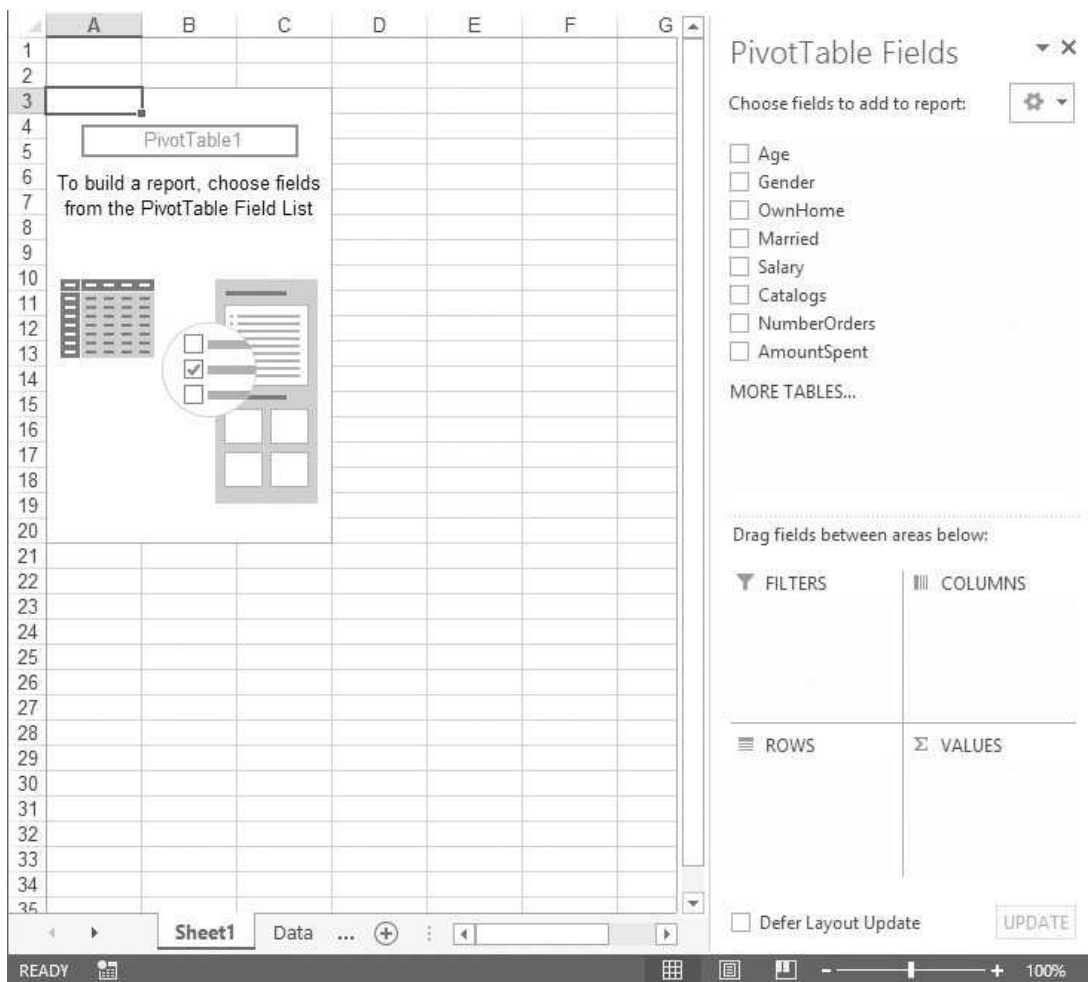 A B C D E F G
1
2
3
4
5
6
7
8
9
10
11
12
13
14
15
16
17
18
19
20
21
22
23
24
25
26
27
28
29
30
31
32
33
34
35
PivotTable1
To build a report, choose fields
from the PivotTable Field List
Sheet1 Data ...
READY
100%
PivotTable Fields
Choose fields to add to report:
Age
Gender
OwnHome
Married
Salary
Catalogs
NumberOrders
AmountSpent
MORE TABLES...
Drag fields between areas below:
FILTERS
COLUMNS
ROWS
Σ VALUES
Defer Layout Update
UPDATE